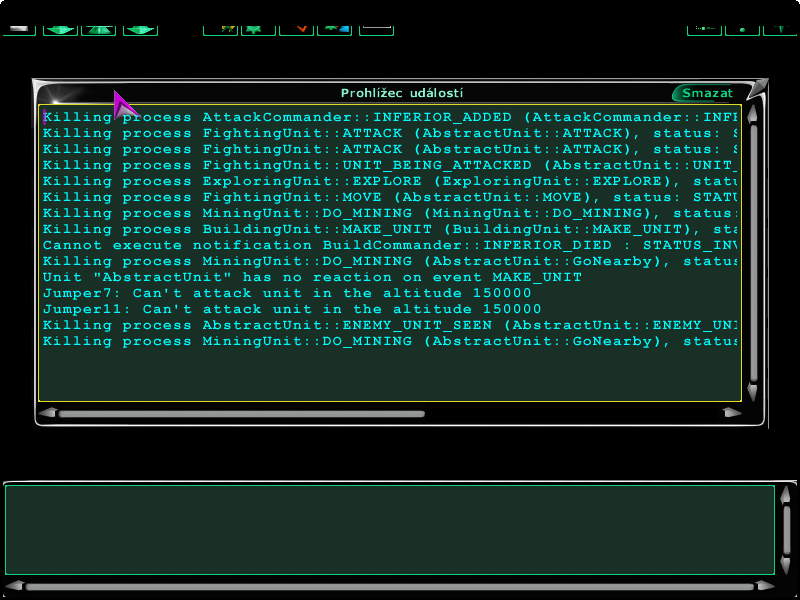 Prohlížec událostí
Smazat
Killing process AttackCommander::INFERIOR_ADDED (AttackCommander::INFE
Killing process FightingUnit::ATTACK (AbstractUnit::ATTACK), status: S
Killing process FightingUnit::ATTACK (AbstractUnit::ATTACK), status: S
Killing process FightingUnit::UNIT_BEING_ATTACKED (AbstractUnit::UNIT_
Killing process ExploringUnit::EXPLORE (ExploringUnit::EXPLORE), statu
Killing process FightingUnit::MOVE (AbstractUnit::MOVE), status: STATU
Killing process MiningUnit::DO_MINING (MiningUnit::DO_MINING), status:
Killing process BuildingUnit::MAKE_UNIT (BuildingUnit::MAKE_UNIT), sta
Cannot execute notification BuildCommander::INFERIOR_DIED : STATUS_INV
Killing process MiningUnit::DO_MINING (AbstractUnit::GoNearby), status
Unit "AbstractUnit" has no reaction on event MAKE_UNIT
Jumper7: Can't attack unit in the altitude 150000
Jumper11: Can't attack unit in the altitude 150000
Killing process AbstractUnit::ENEMY_UNIT_SEEN (AbstractUnit::ENEMY_UNI
Killing process MiningUnit::DO_MINING (AbstractUnit::GoNearby), status